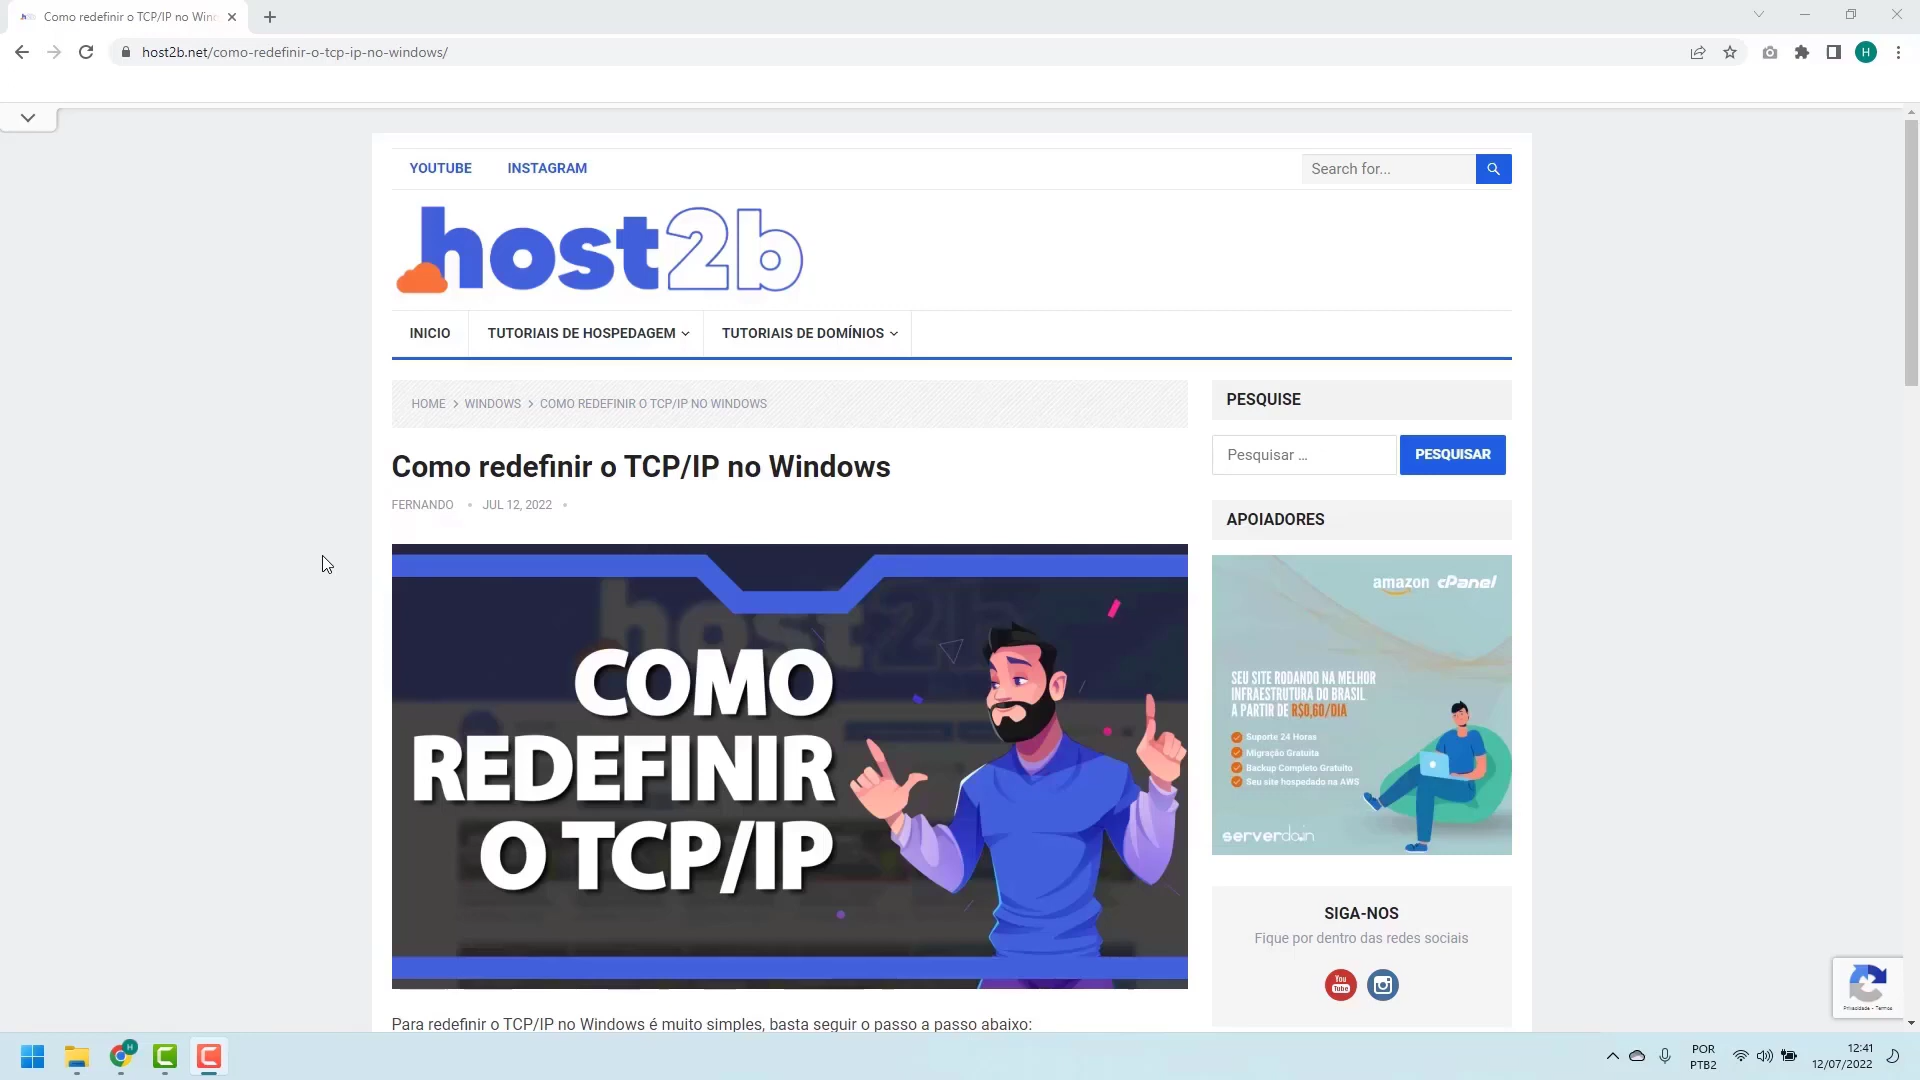 Como redefinir o TCP/IP no Wind
host2b.net/como-redefinir-o-tcp-ip-no-windows/
H
YOUTUBE
INSTAGRAM
Search for...
host2b
INICIO
TUTORIAIS DE HOSPEDAGEM
TUTORIAIS DE DOMÍNIOS
HOME > WINDOWS > COMO REDEFINIR O TCP/IP NO WINDOWS
Como redefinir o TCP/IP no Windows
FERNANDO • JUL 12, 2022 •
COMO
REDEFINIR
O TCP/IP
Para redefinir o TCP/IP no Windows é muito simples, basta seguir o passo a passo abaixo:
PESQUISE
Pesquisar …
PESQUISAR
APOIADORES
amazon cPanel
SEU SITE RODANDO NA MELHOR
INFRAESTRUTURA DO BRASIL
A PARTIR DE R$0,60/DIA
Suporte 24 Horas
Migração Gratuita
Backup Completo Gratuito
Seu site hospedado na AWS
serverdo.in
SIGA-NOS
Fique por dentro das redes sociais
You
Tube
Privacidade - Termos
H
POR
PTB2
12:41
12/07/2022